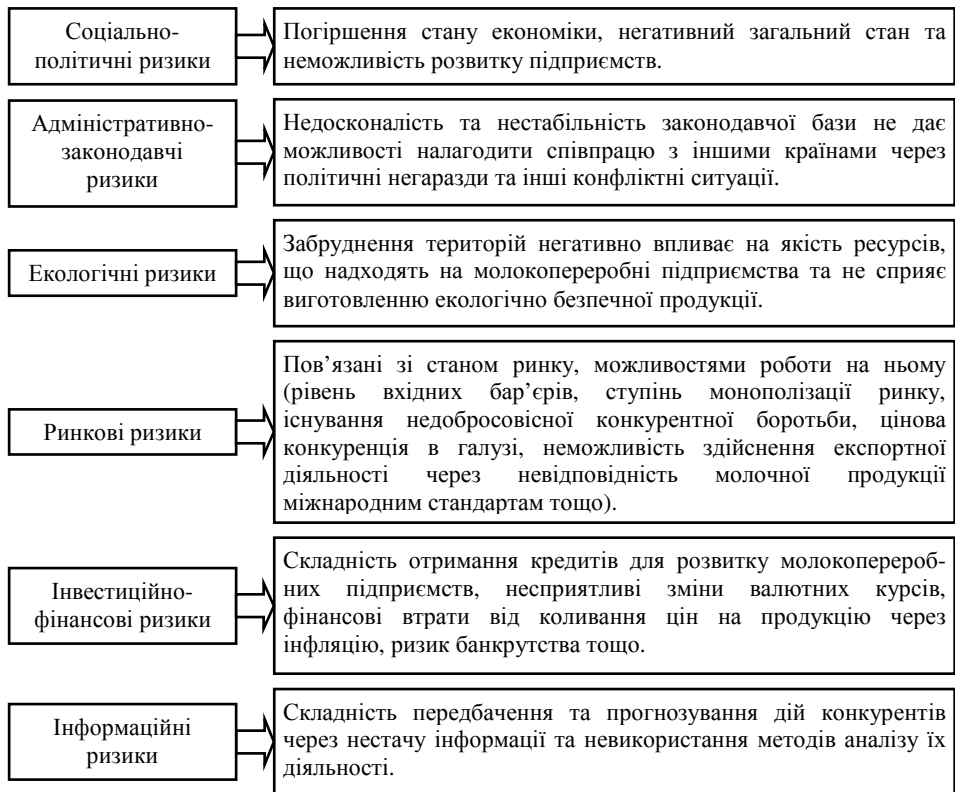 Соціально-
політичні ризики
Погіршення стану економіки, негативний загальний стан та
неможливість розвитку підприємств.
Адміністративно-
законодавчі
ризики
Недосконалість та нестабільність законодавчої бази не дає
можливості налагодити співпрацю з іншими країнами через
політичні негаразди та інші конфліктні ситуації.
Екологічні ризики
Забруднення територій негативно впливає на якість ресурсів,
що надходять на молокопереробні підприємства та не сприяє
виготовленню екологічно безпечної продукції.
Ринкові ризики
Пов’язані зі станом ринку, можливостями роботи на ньому
(рівень вхідних бар’єрів, ступінь монополізації ринку,
існування недобросовісної конкурентної боротьби, цінова
конкуренція в галузі, неможливість здійснення експортної
діяльності через невідповідність молочної продукції
міжнародним стандартам тощо).
Інвестиційно-
фінансові ризики
Складність отримання кредитів для розвитку молокоперероб-
них підприємств, несприятливі зміни валютних курсів,
фінансові втрати від коливання цін на продукцію через
інфляцію, ризик банкрутства тощо.
Інформаційні
ризики
Складність передбачення та прогнозування дій конкурентів
через нестачу інформації та невикористання методів аналізу їх
діяльності.